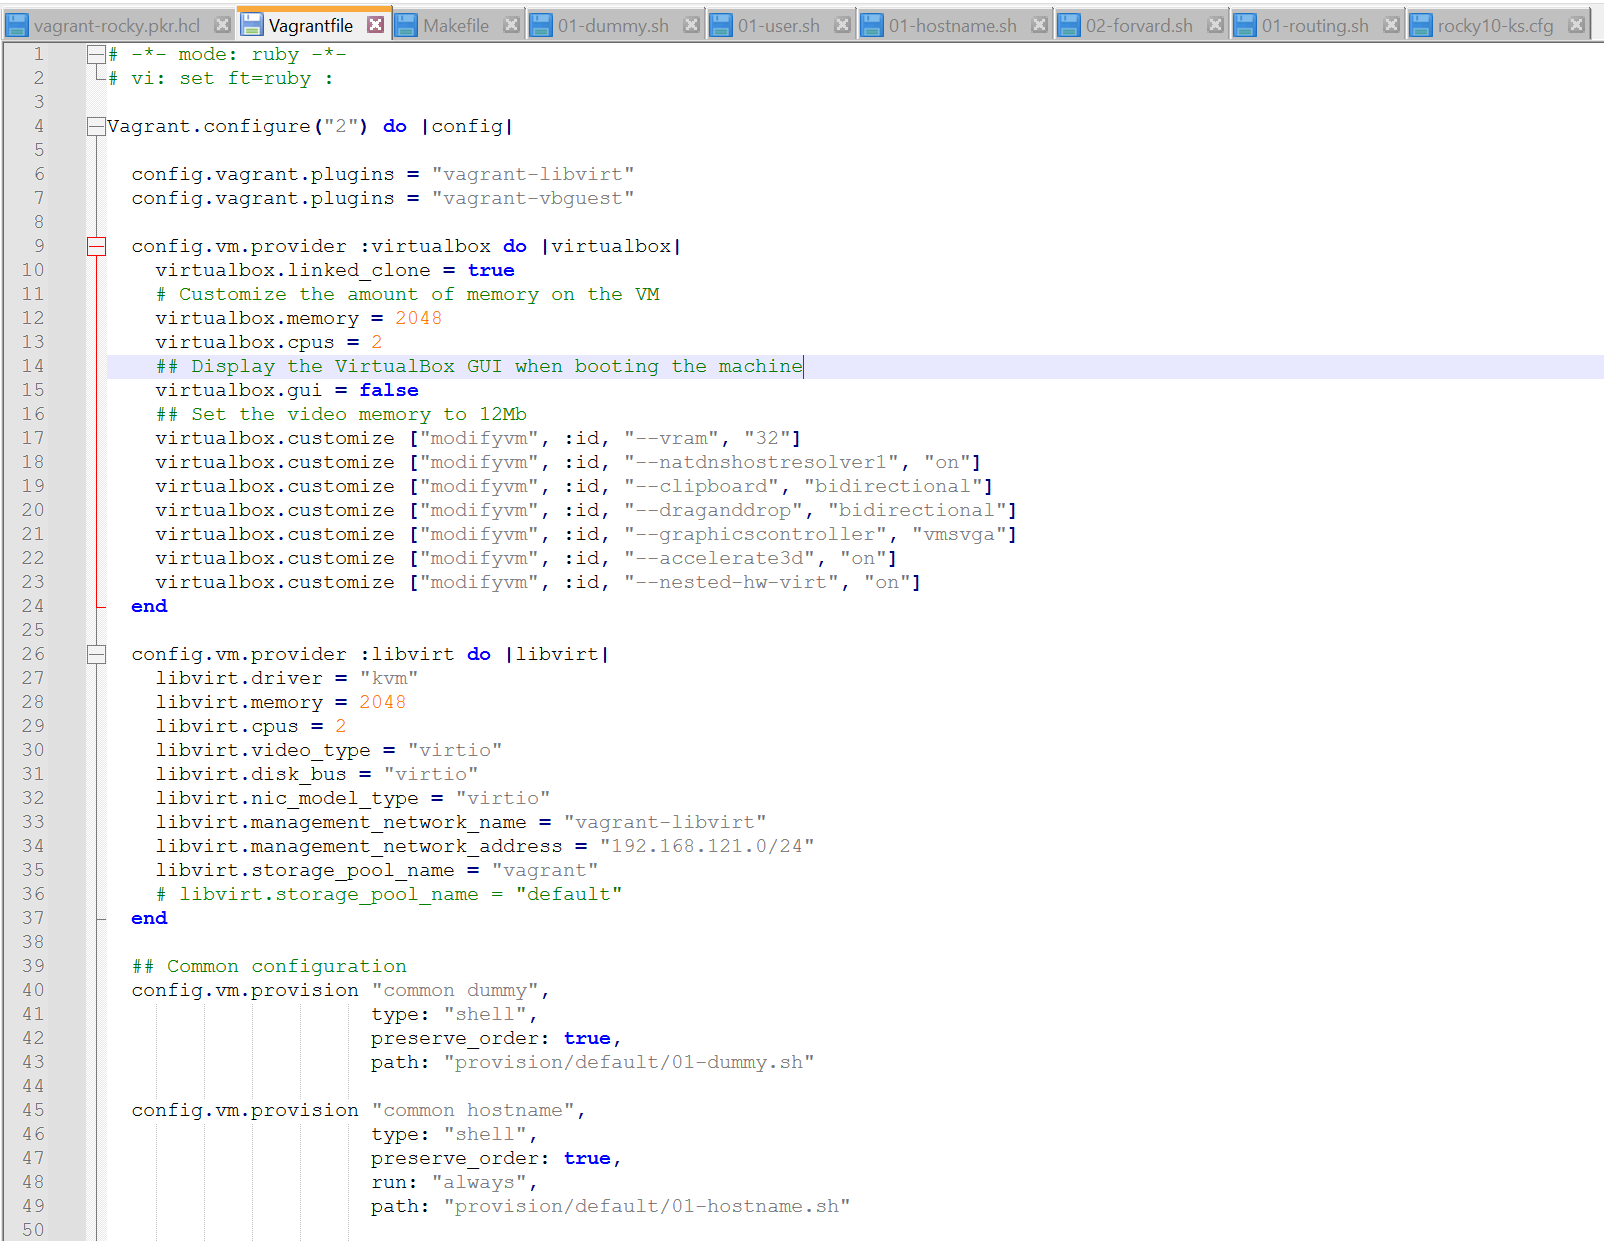 vagrant-rocky.pkr.hcl Vagrantfile Makefile 01-dummy.sh 01-user.sh 01-hostname.sh 02-forvard.sh 01-routing.sh rocky10-ks.cfg
1 # -*- mode: ruby -*-
2 # vi: set ft=ruby :
3
4 Vagrant.configure("2") do |config|
5
6 config.vagrant.plugins = "vagrant-libvirt"
7 config.vagrant.plugins = "vagrant-vbguest"
8
9 config.vm.provider :virtualbox do |virtualbox|
10 virtualbox.linked_clone = true
11 # Customize the amount of memory on the VM
12 virtualbox.memory = 2048
13 virtualbox.cpus = 2
14 ## Display the VirtualBox GUI when booting the machine
15 virtualbox.gui = false
16 ## Set the video memory to 12Mb
17 virtualbox.customize ["modifyvm", :id, "--vram", "32"]
18 virtualbox.customize ["modifyvm", :id, "--natdnshostresolver1", "on"]
19 virtualbox.customize ["modifyvm", :id, "--clipboard", "bidirectional"]
20 virtualbox.customize ["modifyvm", :id, "--draganddrop", "bidirectional"]
21 virtualbox.customize ["modifyvm", :id, "--graphicscontroller", "vmsvga"]
22 virtualbox.customize ["modifyvm", :id, "--accelerate3d", "on"]
23 virtualbox.customize ["modifyvm", :id, "--nested-hw-virt", "on"]
24 end
25
26 config.vm.provider :libvirt do |libvirt|
27 libvirt.driver = "kvm"
28 libvirt.memory = 2048
29 libvirt.cpus = 2
30 libvirt.video_type = "virtio"
31 libvirt.disk_bus = "virtio"
32 libvirt.nic_model_type = "virtio"
33 libvirt.management_network_name = "vagrant-libvirt"
34 libvirt.management_network_address = "192.168.121.0/24"
35 libvirt.storage_pool_name = "vagrant"
36 # libvirt.storage_pool_name = "default"
37 end
38
39 ## Common configuration
40 config.vm.provision "common dummy",
41 type: "shell",
42 preserve_order: true,
43 path: "provision/default/01-dummy.sh"
44
45 config.vm.provision "common hostname",
46 type: "shell",
47 preserve_order: true,
48 run: "always",
49 path: "provision/default/01-hostname.sh"
50